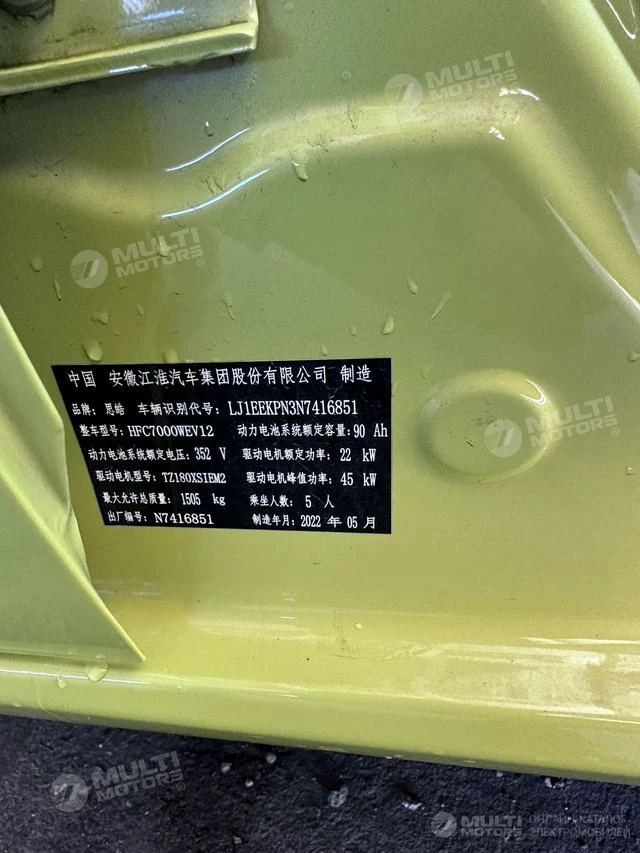 MULTI
MOTORS
MULTI
MOTORS®
中国 安徽江淮汽车集团股份有限公司 制造
品牌: 思皓 车辆识别代号: LJ1EEKPN3N7416851
整车型号: HFC7000WEV12 动力电池系统额定容量: 90 Ah
动力电池系统额定电压: 352 V 驱动电机额定功率: 22 kW
驱动电机型号: TZ180XSIEM2 驱动电机峰值功率: 45 kW
最大允许总质量: 1505 kg 乘坐人数: 5 人
出厂编号: N7416851 制造年月: 2022 年 05 月
MULTI
MOTORS®
MULTI
MOTORS®
MULTI
MOTORS®
ОНЛАЙН-КАТАЛОГ
ЭЛЕКТРОМОБИЛЕЙ